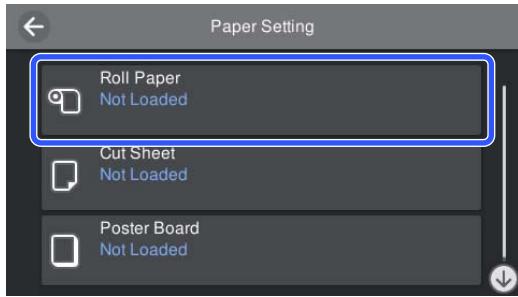 Paper Setting
Roll Paper
Not Loaded
Cut Sheet
Not Loaded
Poster Board
Not Loaded